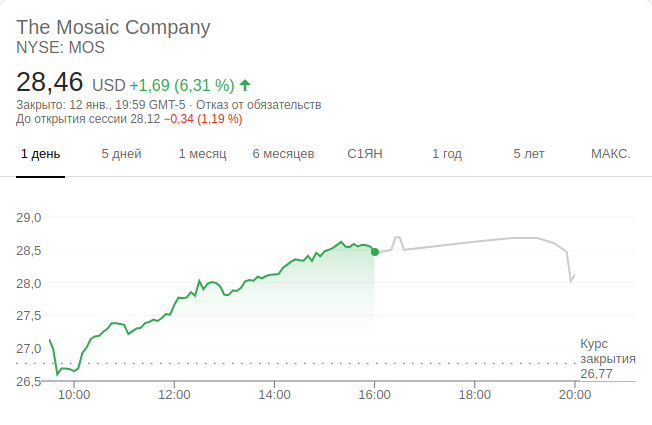 The Mosaic Company
NYSE: MOS
28,46 USD +1,69 (6,31 %)
Закрыто: 12 янв., 19:59 GMT-5 · Отказ от обязательств
До открытия сессии 28,12 −0,34 (1,19 %)
1 день 5 дней 1 месяц 6 месяцев С1ЯН 1 год 5 лет МАКС.
29,0
28,5
28,0
27,5
27,0
26,5
Курс
закрытия
26,77
10:00 12:00 14:00 16:00 18:00 20:00